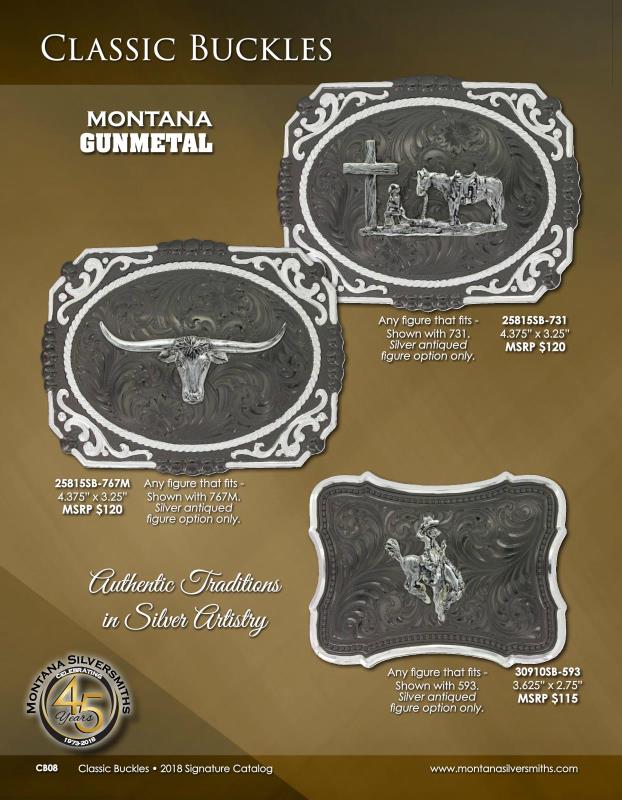 CLASSIC BUCKLES
MONTANA
GUNMETAL
Any figure that fits -
Shown with 731.
Silver antiqued
figure option only.
25815SB-731
4.375” x 3.25”
MSRP $120
25815SB-767M
4.375” x 3.25”
MSRP $120
Any figure that fits -
Shown with 767M.
Silver antiqued
figure option only.
Authentic Traditions
in Silver Artistry
MONTANA SILVERSMITHS
CELEBRATING
45
Years
1973-2018
Any figure that fits -
Shown with 593.
Silver antiqued
figure option only.
30910SB-593
3.625” x 2.75”
MSRP $115
CB08 Classic Buckles • 2018 Signature Catalog www.montanasilversmiths.com